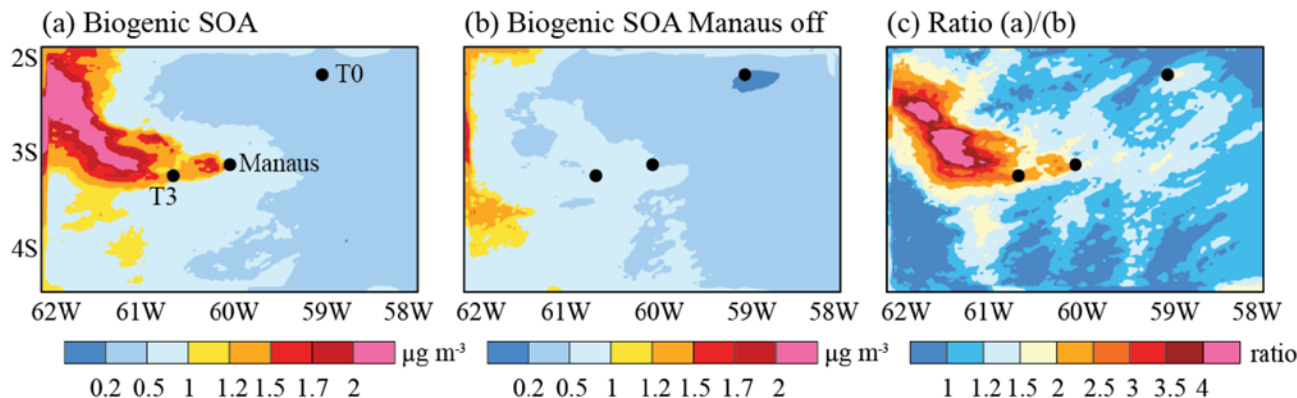 (a) Biogenic SOA
(b) Biogenic SOA Manaus off
(c) Ratio (a)/(b)
2S
3S
4S
T0
Manaus
T3
62W 61W 60W 59W 58W
62W 61W 60W 59W 58W
62W 61W 60W 59W 58W
µg m-3
0.2 0.5 1 1.2 1.5 1.7 2
µg m-3
0.2 0.5 1 1.2 1.5 1.7 2
ratio
1 1.2 1.5 2 2.5 3 3.5 4